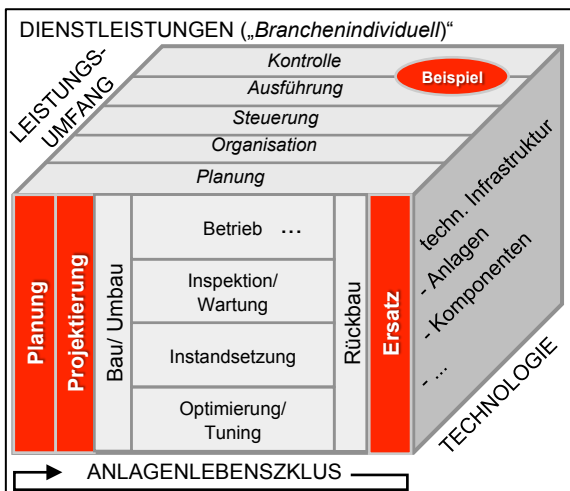 DIENSTLEISTUNGEN („Branchenindividuell)“
LEISTUNGS-
UMFANG
Kontrolle
Beispiel
Ausführung
Steuerung
Organisation
Planung
Planung
Projektierung
Bau/ Umbau
Betrieb ...
Inspektion/
Wartung
Instandsetzung
Optimierung/
Tuning
Rückbau
Ersatz
techn. Infrastruktur
- Anlagen
- Komponenten
- ...
TECHNOLOGIE
ANLAGENLEBENSZKLUS